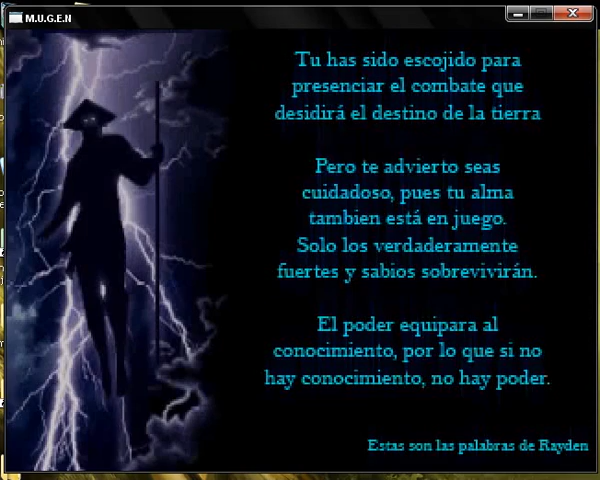 M.U.G.E.N
Tu has sido escojido para
presenciar el combate que
desidirá el destino de la tierra
Pero te advierto seas
cuidadoso, pues tu alma
tambien está en juego.
Solo los verdaderamente
fuertes y sabios sobrevivirán.
El poder equipara al
conocimiento, por lo que si no
hay conocimiento, no hay poder.
Estas son las palabras de Rayden